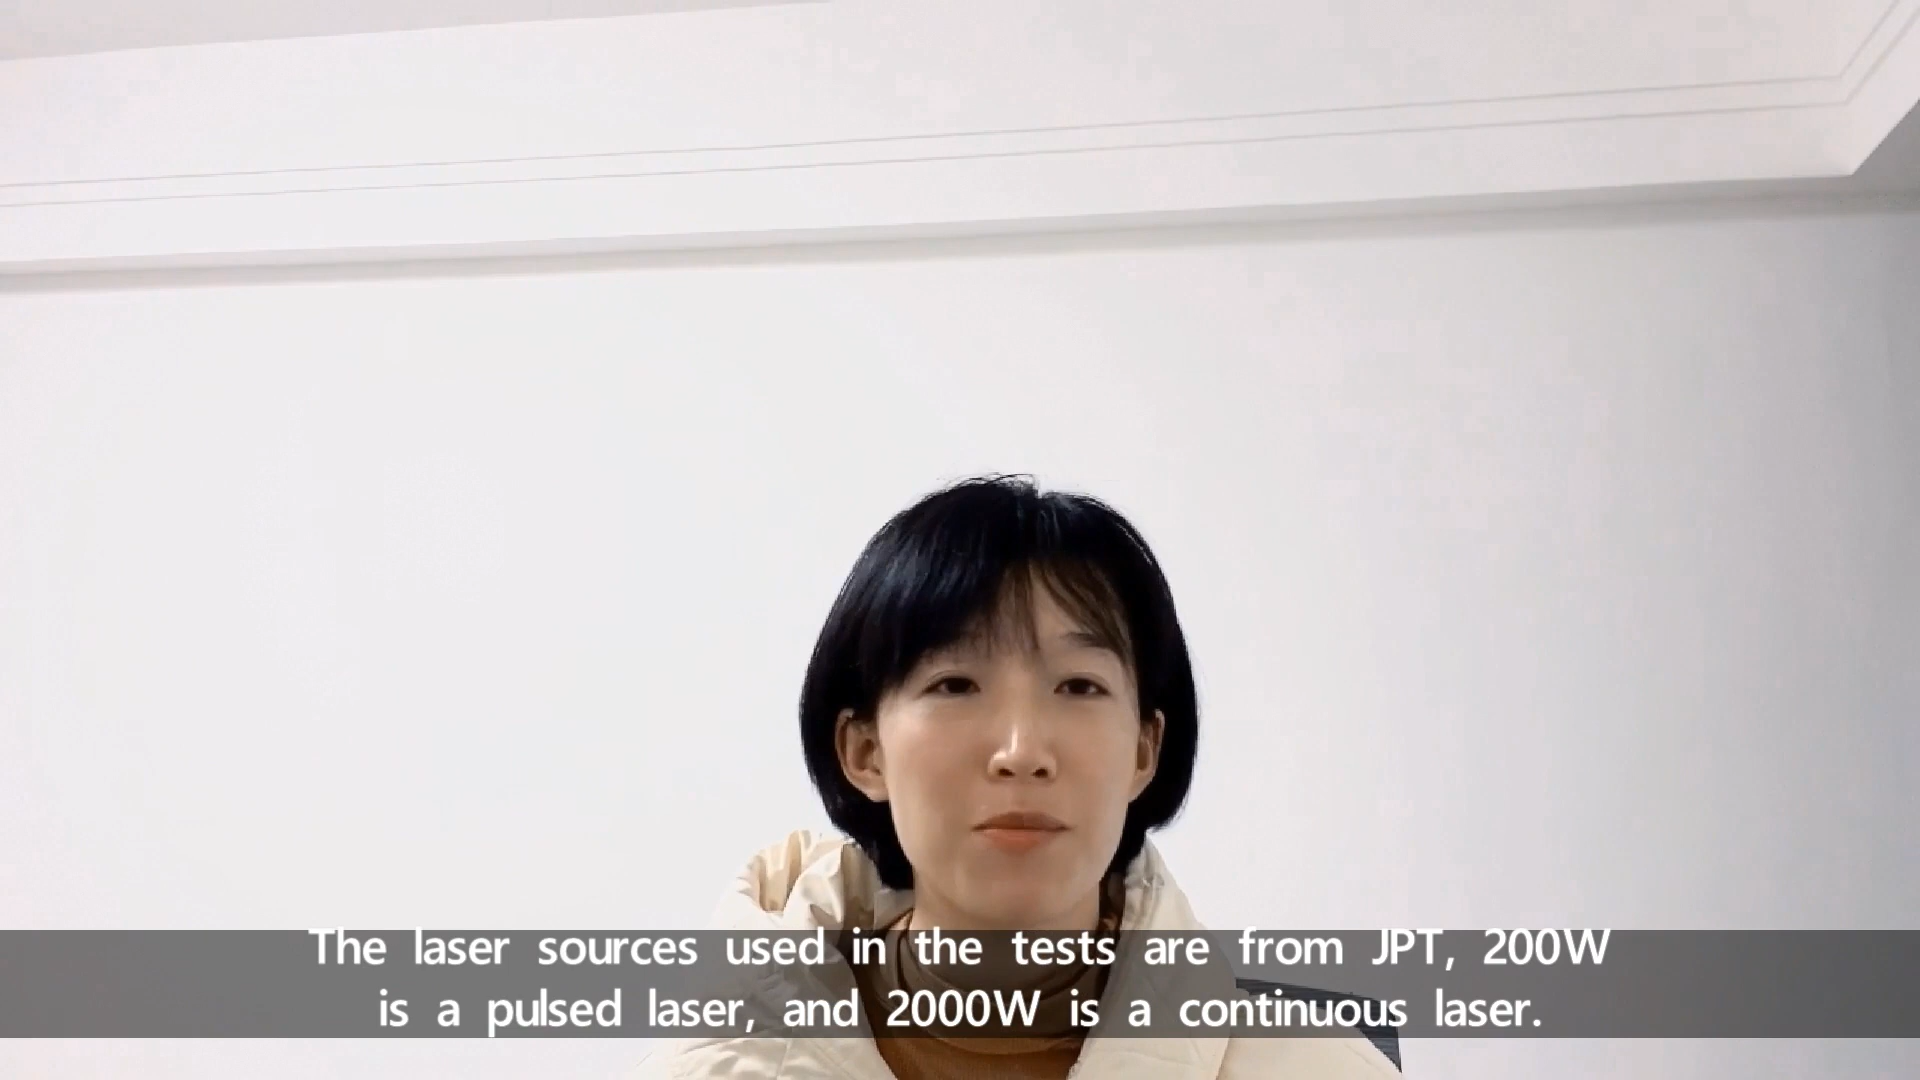 The laser sources used in the tests are from JPT, 200W
is a pulsed laser, and 2000W is a continuous laser.